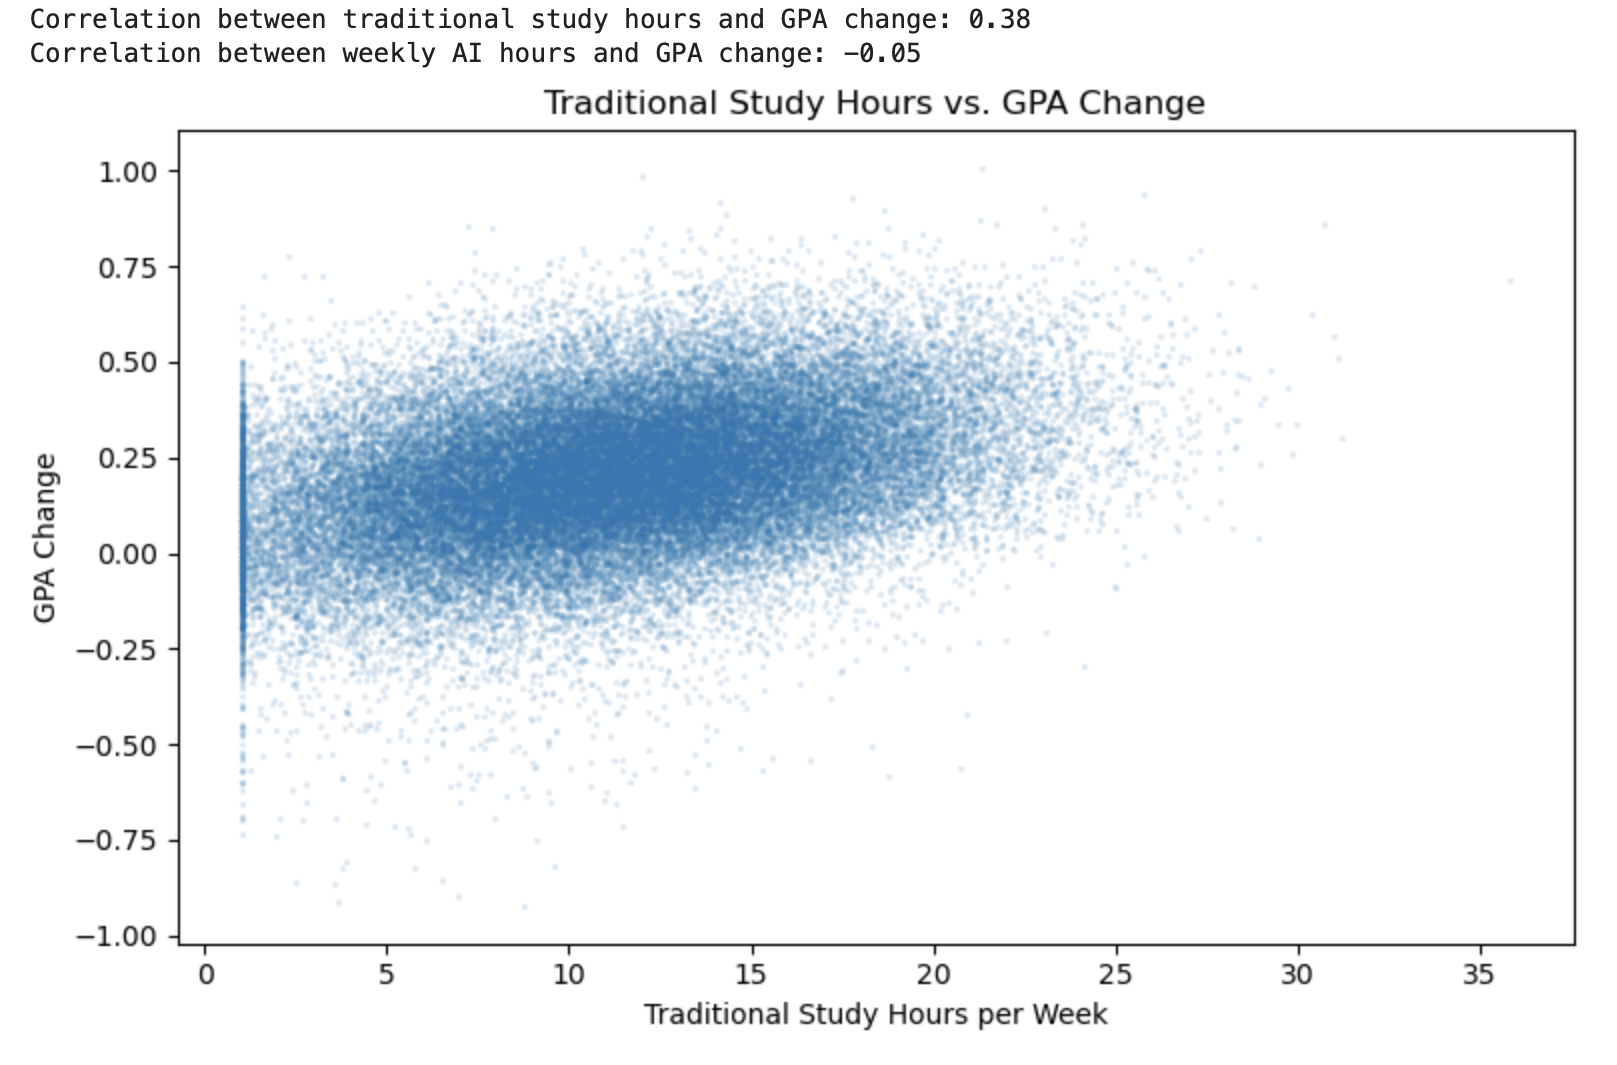 Correlation between traditional study hours and GPA change: 0.38
Correlation between weekly AI hours and GPA change: −0.05
Traditional Study Hours vs. GPA Change
1.00
0.75
0.50
0.25
0.00
−0.25
−0.50
−0.75
−1.00
GPA Change
0 5 10 15 20 25 30 35
Traditional Study Hours per Week